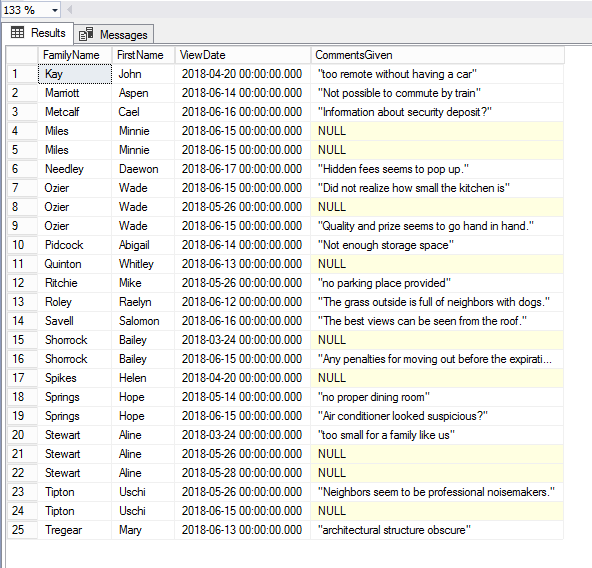 133 %
Results Messages
FamilyName FirstName ViewDate CommentsGiven
1 Kay John 2018-04-20 00:00:00.000 "too remote without having a car"
2 Marriott Aspen 2018-06-14 00:00:00.000 "Not possible to commute by train"
3 Metcalf Cael 2018-06-16 00:00:00.000 "Information about security deposit?"
4 Miles Minnie 2018-06-15 00:00:00.000 NULL
5 Miles Minnie 2018-06-15 00:00:00.000 NULL
6 Needley Daewon 2018-06-17 00:00:00.000 "Hidden fees seems to pop up."
7 Ozier Wade 2018-06-15 00:00:00.000 "Did not realize how small the kitchen is"
8 Ozier Wade 2018-05-26 00:00:00.000 NULL
9 Ozier Wade 2018-06-15 00:00:00.000 "Quality and prize seems to go hand in hand."
10 Pidcock Abigail 2018-06-14 00:00:00.000 "Not enough storage space"
11 Quinton Whitley 2018-06-13 00:00:00.000 NULL
12 Ritchie Mike 2018-05-26 00:00:00.000 "no parking place provided"
13 Roley Raelyn 2018-06-12 00:00:00.000 "The grass outside is full of neighbors with dogs."
14 Savell Salomon 2018-06-16 00:00:00.000 "The best views can be seen from the roof."
15 Shorrock Bailey 2018-03-24 00:00:00.000 NULL
16 Shorrock Bailey 2018-06-15 00:00:00.000 "Any penalties for moving out before the expirati...
17 Spikes Helen 2018-04-20 00:00:00.000 NULL
18 Springs Hope 2018-05-14 00:00:00.000 "no proper dining room"
19 Springs Hope 2018-06-15 00:00:00.000 "Air conditioner looked suspicious?"
20 Stewart Aline 2018-03-24 00:00:00.000 "too small for a family like us"
21 Stewart Aline 2018-05-26 00:00:00.000 NULL
22 Stewart Aline 2018-05-28 00:00:00.000 NULL
23 Tipton Uschi 2018-05-26 00:00:00.000 "Neighbors seem to be professional noisemakers."
24 Tipton Uschi 2018-06-15 00:00:00.000 NULL
25 Tregear Mary 2018-06-13 00:00:00.000 "architectural structure obscure"